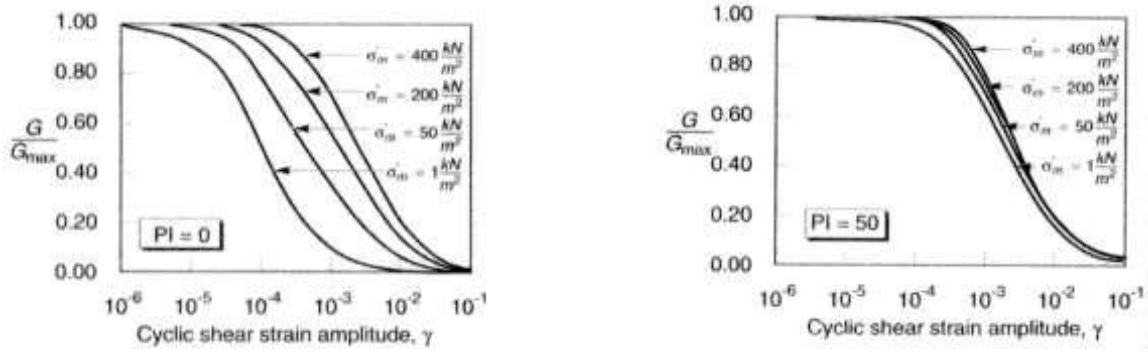 1.00
0.80
0.60
0.40
0.20
0.00
G
Gmax
σ'm = 400 kN/m²
σ'm = 200 kN/m²
σ'm = 50 kN/m²
σ'm = 1 kN/m²
PI = 0
10⁻⁶ 10⁻⁵ 10⁻⁴ 10⁻³ 10⁻² 10⁻¹
Cyclic shear strain amplitude, γ
1.00
0.80
0.60
0.40
0.20
0.00
G
Gmax
σ'm = 400 kN/m²
σ'm = 200 kN/m²
σ'm = 50 kN/m²
σ'm = 1 kN/m²
PI = 50
10⁻⁶ 10⁻⁵ 10⁻⁴ 10⁻³ 10⁻² 10⁻¹
Cyclic shear strain amplitude, γ